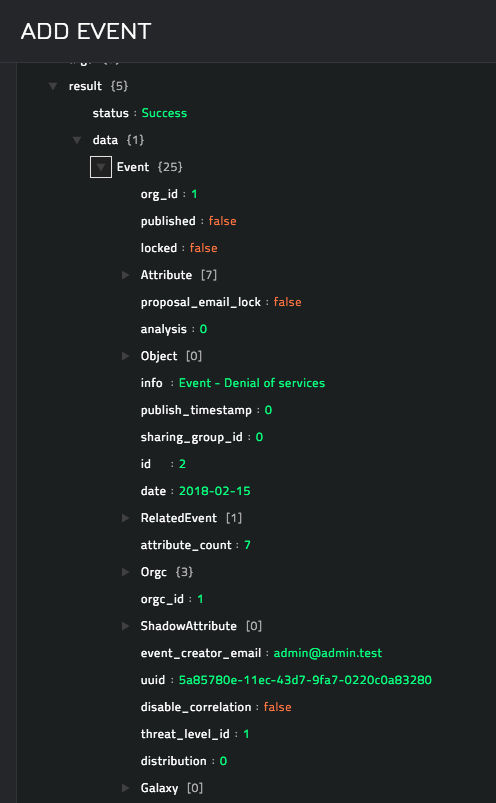 ADD EVENT
result {5}
status : Success
data {1}
Event {25}
org_id : 1
published : false
locked : false
Attribute [7]
proposal_email_lock : false
analysis : 0
Object [0]
info : Event - Denial of services
publish_timestamp : 0
sharing_group_id : 0
id : 2
date : 2018-02-15
RelatedEvent [1]
attribute_count : 7
Orgc {3}
orgc_id : 1
ShadowAttribute [0]
event_creator_email : admin@admin.test
uuid : 5a85780e-11ec-43d7-9fa7-0220c0a83280
disable_correlation : false
threat_level_id : 1
distribution : 0
Galaxy [0]